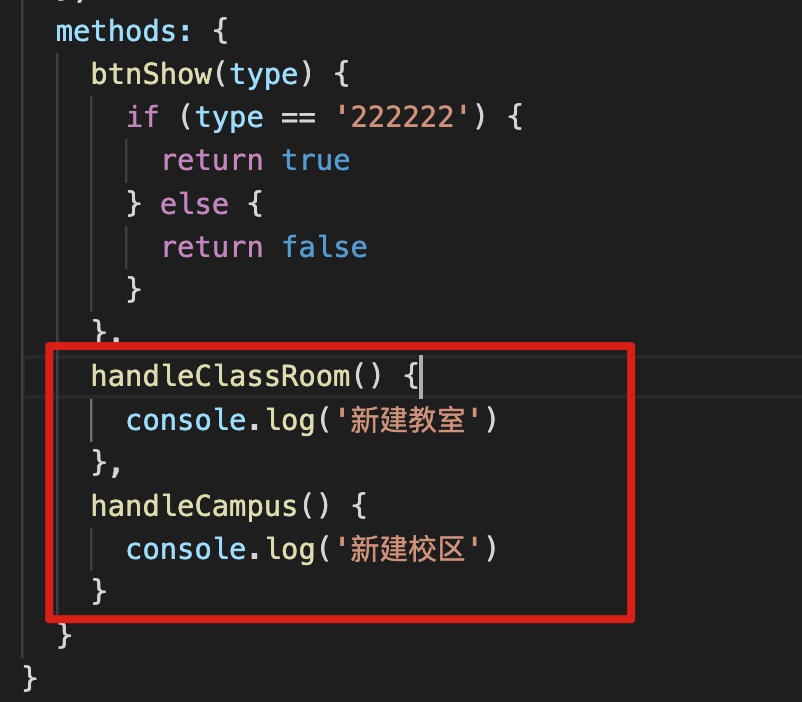 methods: {
btnShow(type) {
if (type == '222222') {
return true
} else {
return false
}
},
handleClassRoom() {
console.log('新建教室')
},
handleCampus() {
console.log('新建校区')
}
}
}